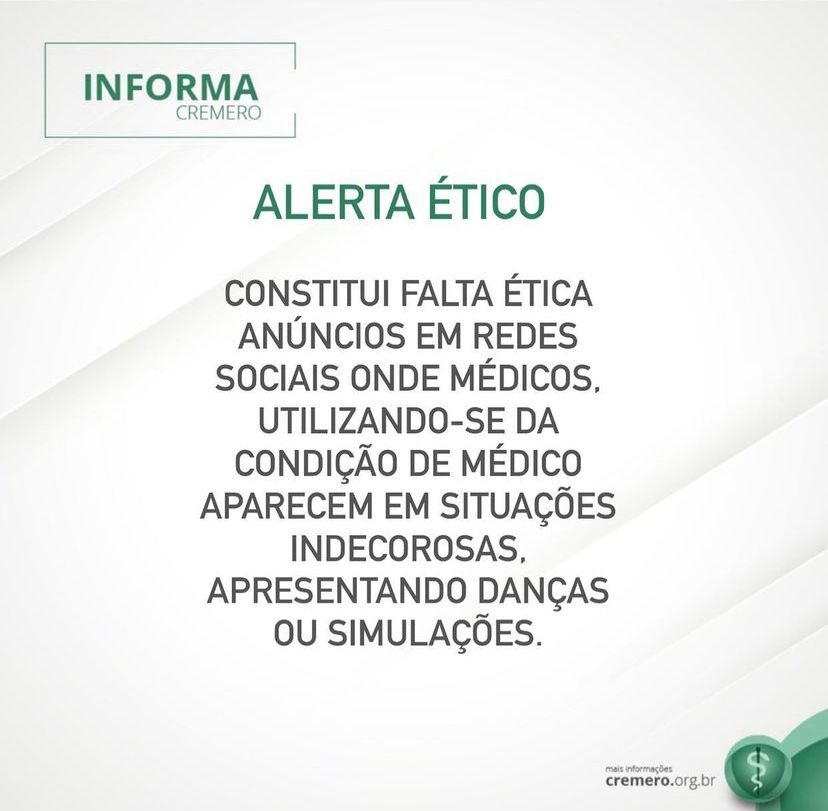 INFORMA
CREMERO
ALERTA ÉTICO
CONSTITUI FALTA ÉTICA
ANÚNCIOS EM REDES
SOCIAIS ONDE MÉDICOS,
UTILIZANDO-SE DA
CONDIÇÃO DE MÉDICO
APARECEM EM SITUAÇÕES
INDECOROSAS,
APRESENTANDO DANÇAS
OU SIMULAÇÕES.
mais informações
cremero.org.br